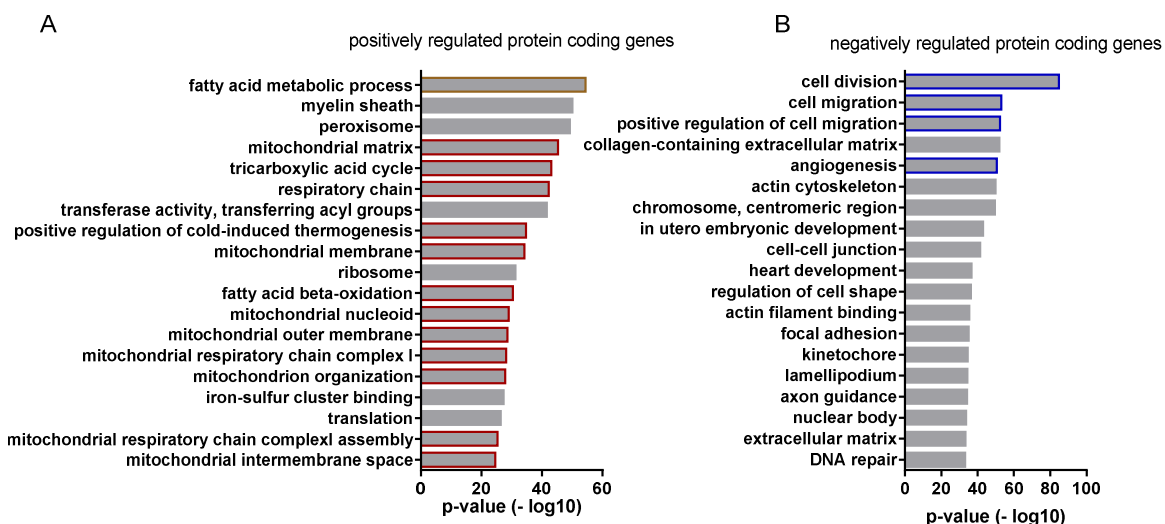 A
positively regulated protein coding genes
fatty acid metabolic process
myelin sheath
peroxisome
mitochondrial matrix
tricarboxylic acid cycle
respiratory chain
transferase activity, transferring acyl groups
positive regulation of cold-induced thermogenesis
mitochondrial membrane
ribosome
fatty acid beta-oxidation
mitochondrial nucleoid
mitochondrial outer membrane
mitochondrial respiratory chain complex I
mitochondrion organization
iron-sulfur cluster binding
translation
mitochondrial respiratory chain complexI assembly
mitochondrial intermembrane space
0 20 40 60
p-value (- log10)
B
negatively regulated protein coding genes
cell division
cell migration
positive regulation of cell migration
collagen-containing extracellular matrix
angiogenesis
actin cytoskeleton
chromosome, centromeric region
in utero embryonic development
cell-cell junction
heart development
regulation of cell shape
actin filament binding
focal adhesion
kinetochore
lamellipodium
axon guidance
nuclear body
extracellular matrix
DNA repair
0 20 40 60 80 100
p-value (- log10)